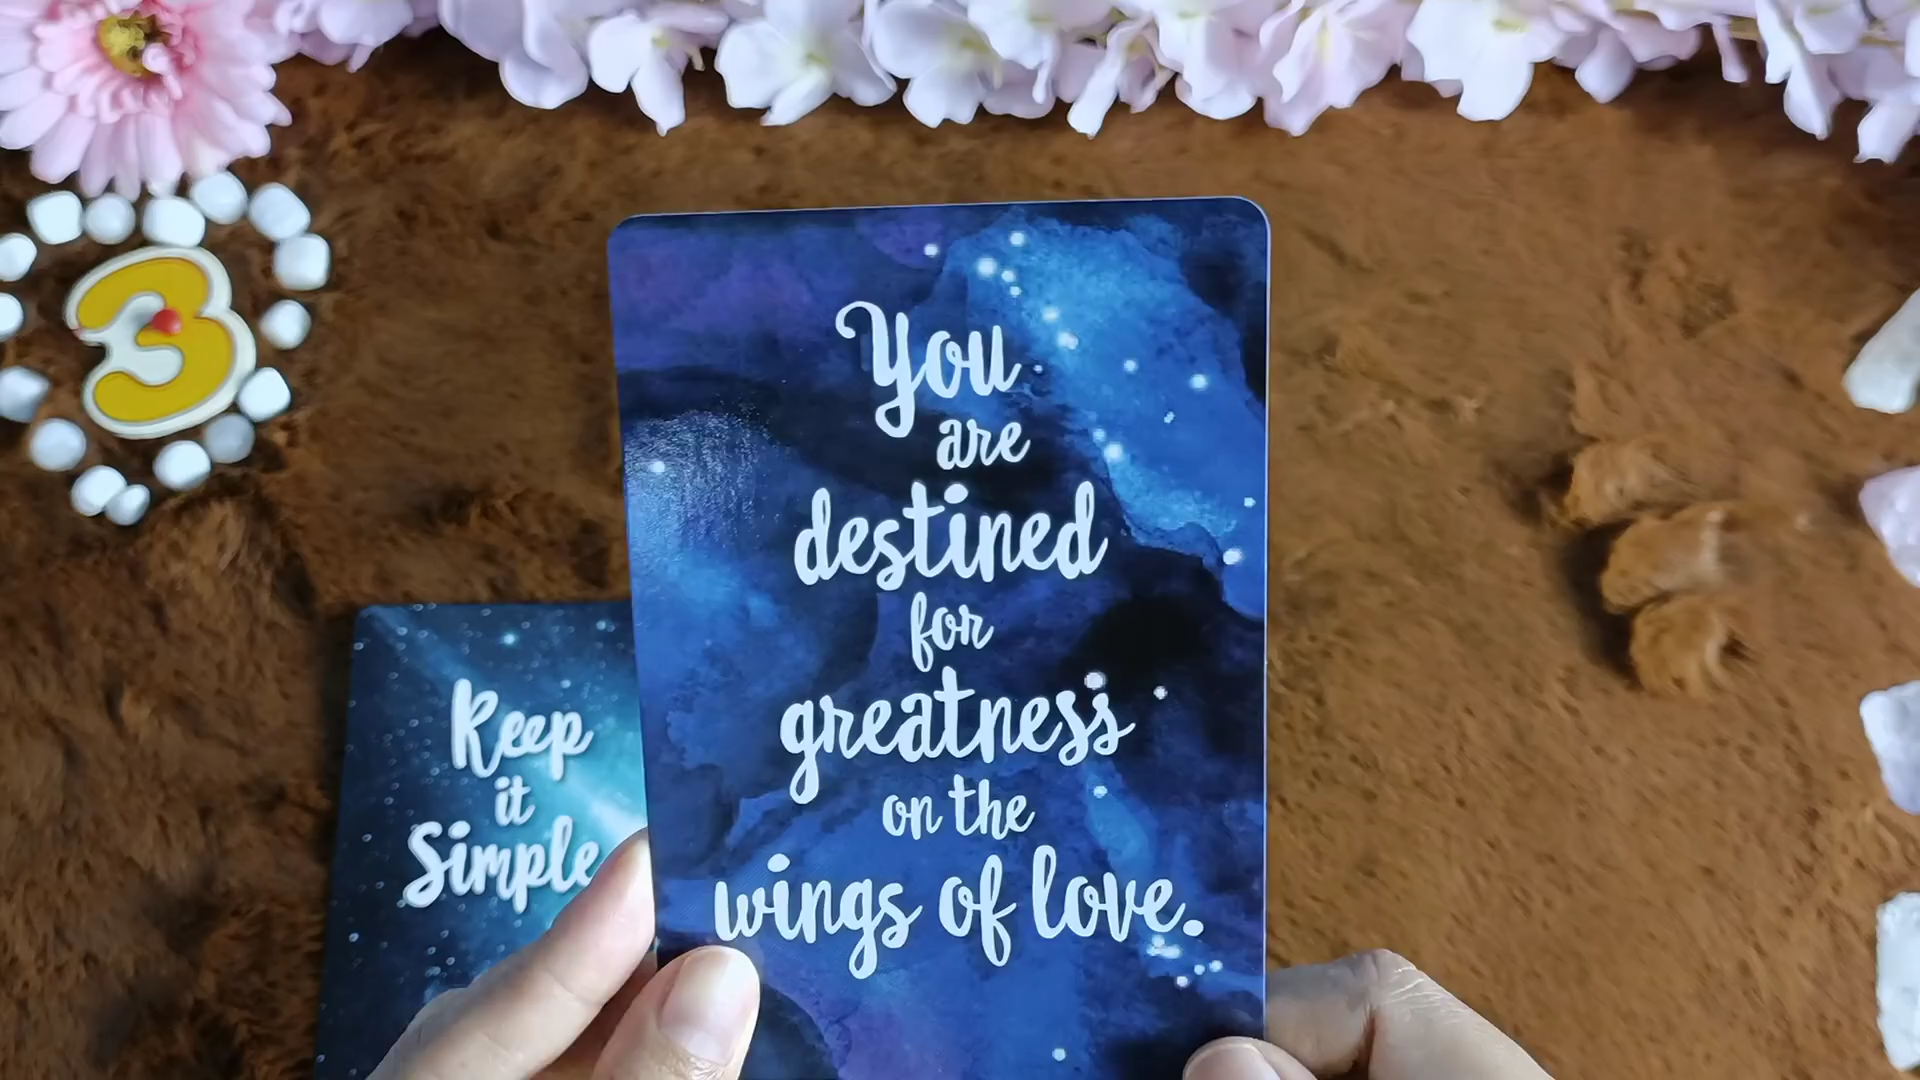 3
You
are
destined
for
greatness
on the
wings of love.
Keep
it
Simple